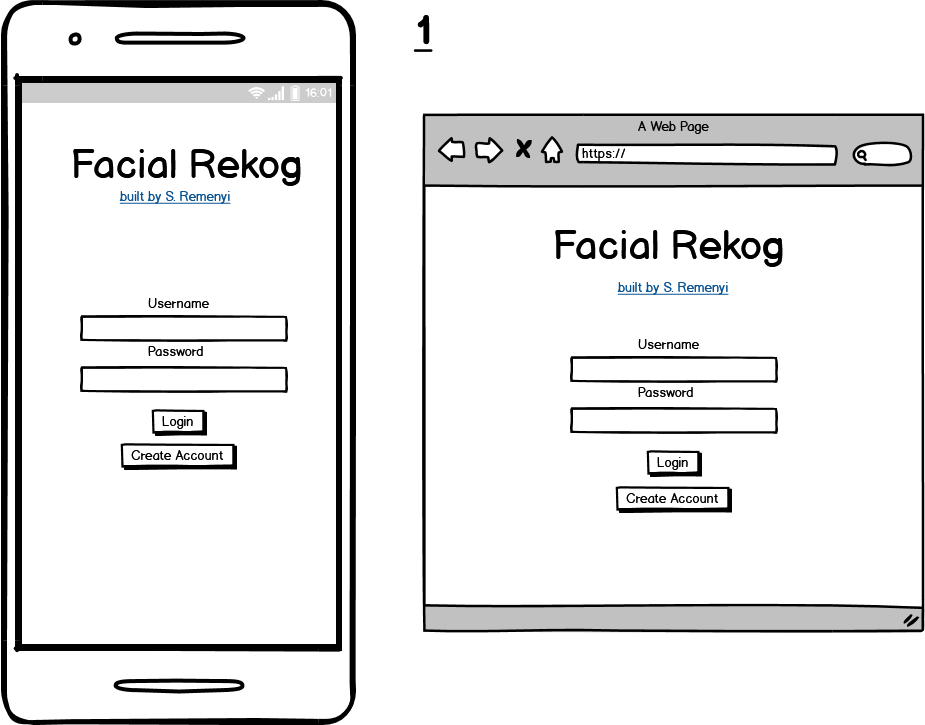 16:01
Facial Rekog
built by S. Remenyi
Username
Password
Login
Create Account
1
A Web Page
https://
Facial Rekog
built by S. Remenyi
Username
Password
Login
Create Account